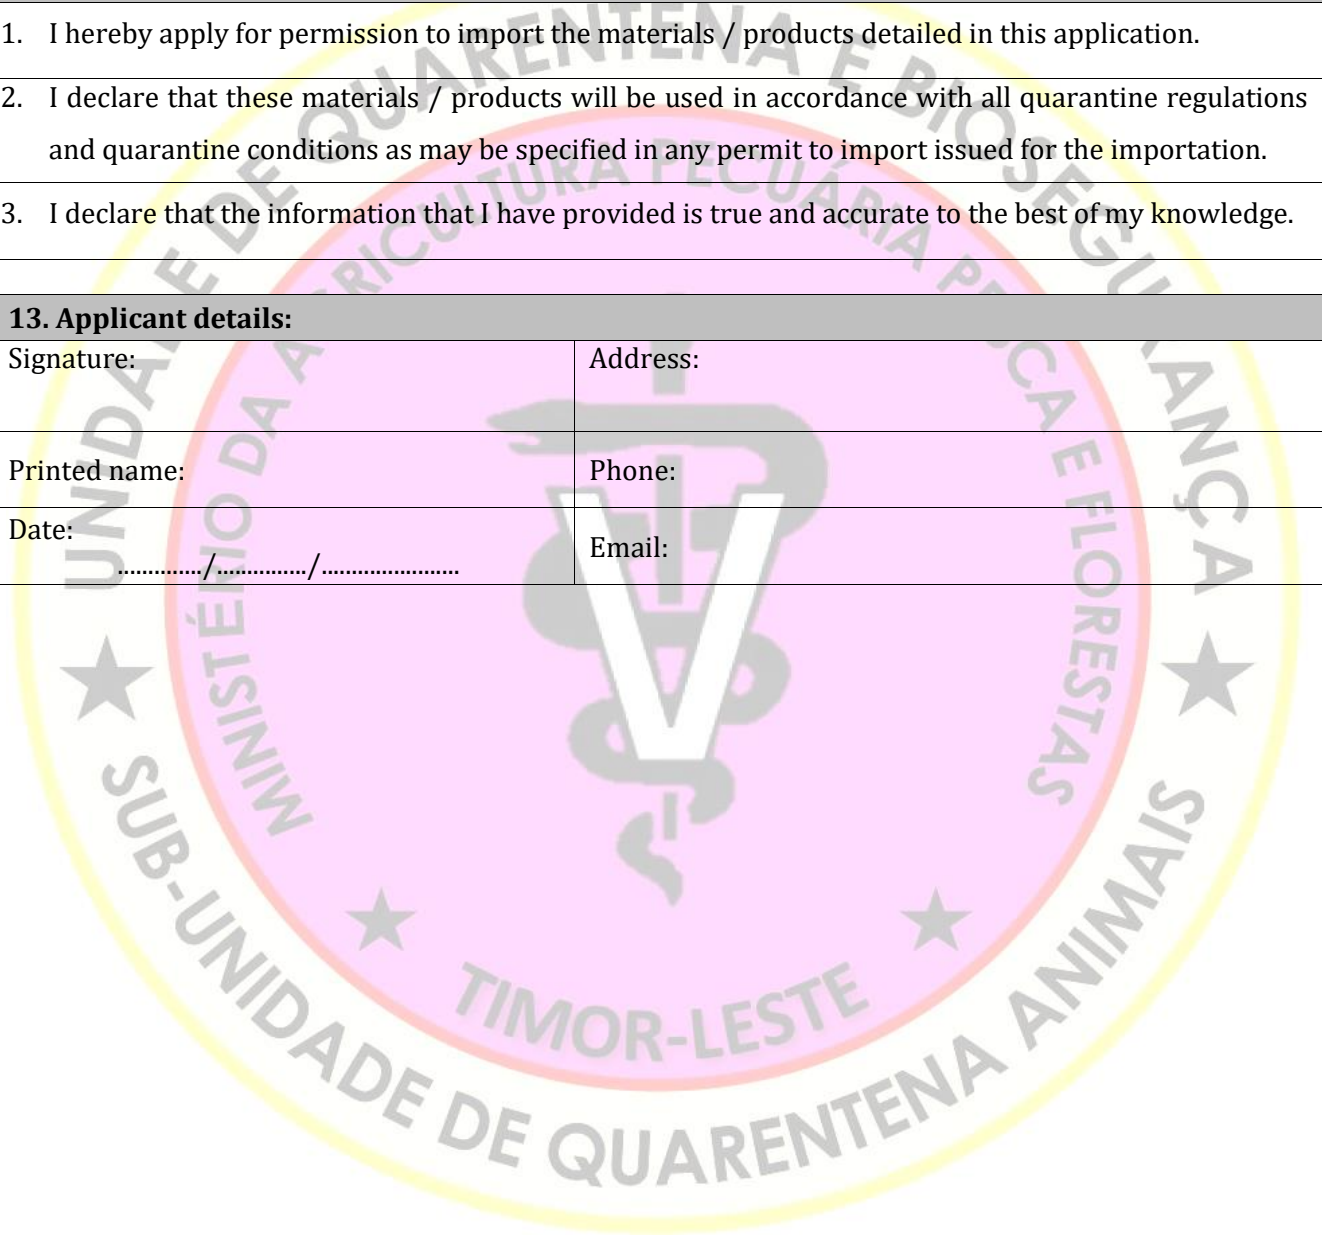 1. I hereby apply for permission to import the materials / products detailed in this application.
2. I declare that these materials / products will be used in accordance with all quarantine regulations
and quarantine conditions as may be specified in any permit to import issued for the importation.
3. I declare that the information that I have provided is true and accurate to the best of my knowledge.
13. Applicant details:
Signature:
Address:
Printed name:
Phone:
Date:
............../.............../.......................
Email:
UNIDADE DE QUARENTENA E BIOSEGURANÇA
MINISTÉRIO DA AGRICULTURA PECUÁRIA PESCA E FLORESTAS
V
TIMOR-LESTE
SUB-UNIDADE DE QUARENTENA ANIMAIS